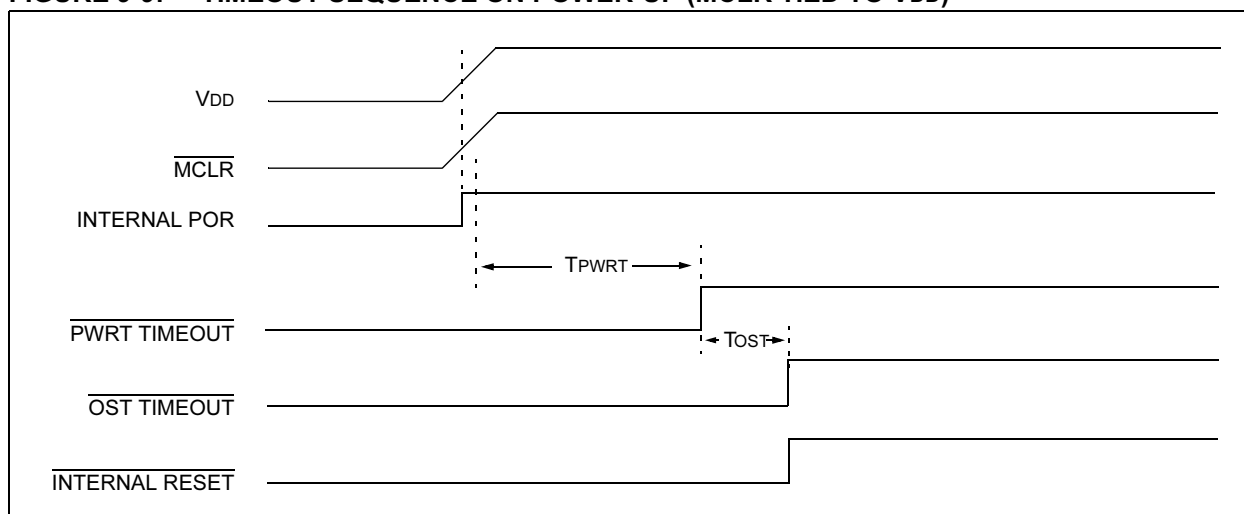 VDD
MCLR
INTERNAL POR
TPWRT
PWRT TIMEOUT
TOST
OST TIMEOUT
INTERNAL RESET